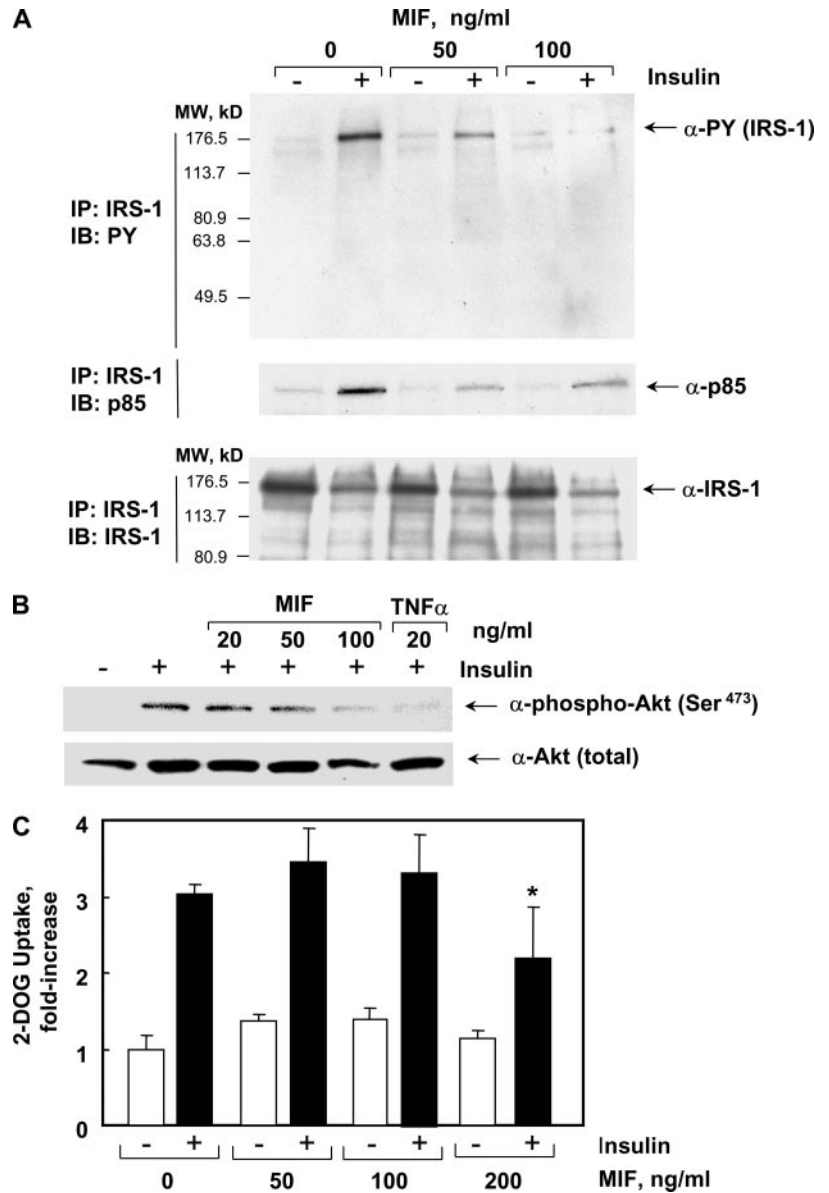 A
MIF, ng/ml
0 50 100
- + - + - + Insulin
MW, kD
176.5
113.7
80.9
63.8
49.5
IP: IRS-1
IB: PY
α-PY (IRS-1)
IP: IRS-1
IB: p85
α-p85
MW, kD
176.5
113.7
80.9
IP: IRS-1
IB: IRS-1
α-IRS-1
B
MIF TNFα
20 50 100 20 ng/ml
- + + + + + Insulin
α-phospho-Akt (Ser 473)
α-Akt (total)
C
2-DOG Uptake,
fold-increase
4
3
2
1
0
*
- + - + - + - + Insulin
0 50 100 200 MIF, ng/ml